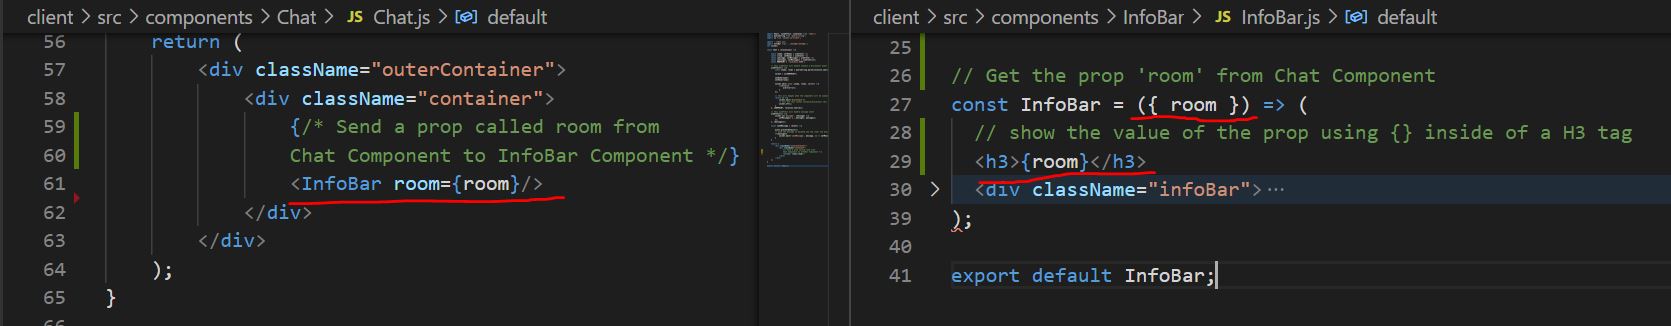 client > src > components > Chat > JS Chat.js > default
56 return (
57 <div className="outerContainer">
58 <div className="container">
59 {/* Send a prop called room from
60 Chat Component to InfoBar Component */}
61 <InfoBar room={room}/>
62 </div>
63 </div>
64 );
65 }
66
client > src > components > InfoBar > JS InfoBar.js > default
25
26 // Get the prop 'room' from Chat Component
27 const InfoBar = ({ room }) => (
28 // show the value of the prop using {} inside of a H3 tag
29 <h3>{room}</h3>
30 <div className="infoBar">…
39 );
40
41 export default InfoBar;